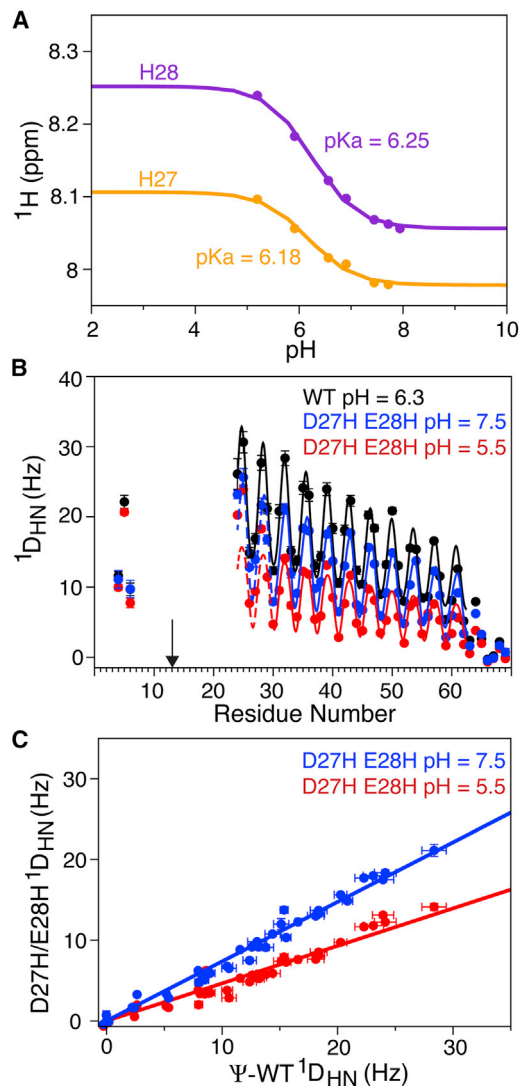 A
8.3
8.2
8.1
8
¹H (ppm)
H28
pKa = 6.25
H27
pKa = 6.18
2 4 6 8 10
pH
B
40
30
20
10
0
¹D_HN (Hz)
WT pH = 6.3
D27H E28H pH = 7.5
D27H E28H pH = 5.5
10 20 30 40 50 60
Residue Number
C
30
20
10
0
D27H/E28H ¹D_HN (Hz)
D27H E28H pH = 7.5
D27H E28H pH = 5.5
0 10 20 30
Ψ-WT ¹D_HN (Hz)